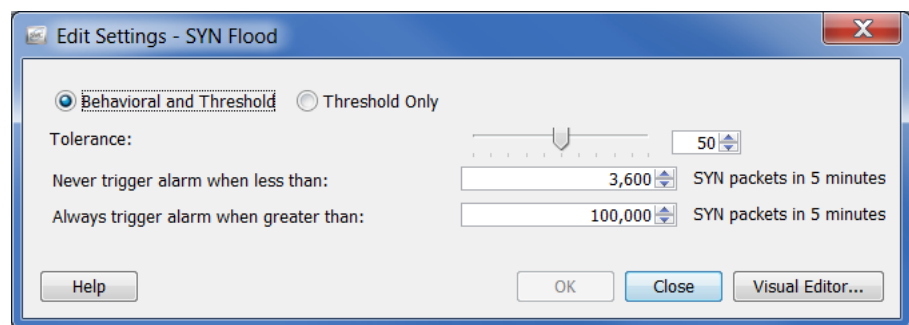 Edit Settings - SYN Flood
X
Behavioral and Threshold Threshold Only
Tolerance: 50
Never trigger alarm when less than: 3,600 SYN packets in 5 minutes
Always trigger alarm when greater than: 100,000 SYN packets in 5 minutes
Help OK Close Visual Editor...